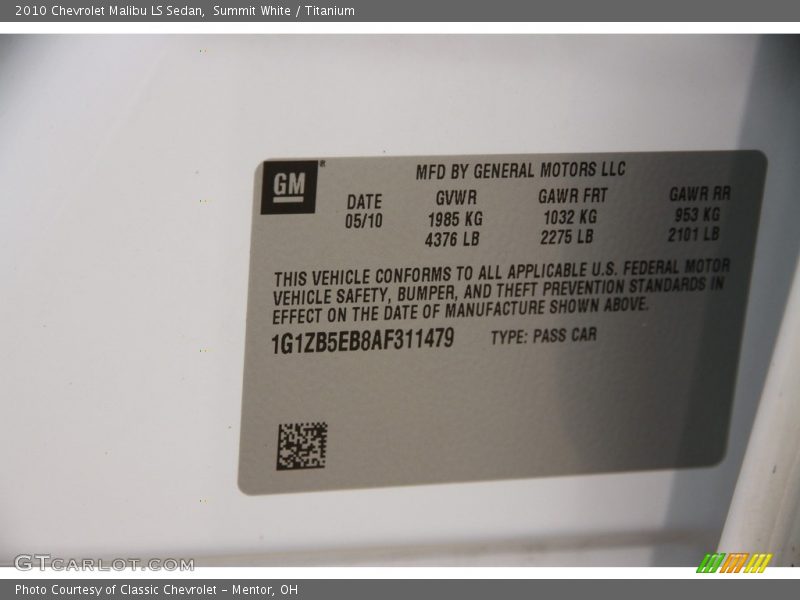 2010 Chevrolet Malibu LS Sedan, Summit White / Titanium
GM®
MFD BY GENERAL MOTORS LLC
DATE GVWR GAWR FRT GAWR RR
05/10 1985 KG 1032 KG 953 KG
4376 LB 2275 LB 2101 LB
THIS VEHICLE CONFORMS TO ALL APPLICABLE U.S. FEDERAL MOTOR
VEHICLE SAFETY, BUMPER, AND THEFT PREVENTION STANDARDS IN
EFFECT ON THE DATE OF MANUFACTURE SHOWN ABOVE.
1G1ZB5EB8AF311479 TYPE: PASS CAR
GTCARLOT.COM
Photo Courtesy of Classic Chevrolet - Mentor, OH